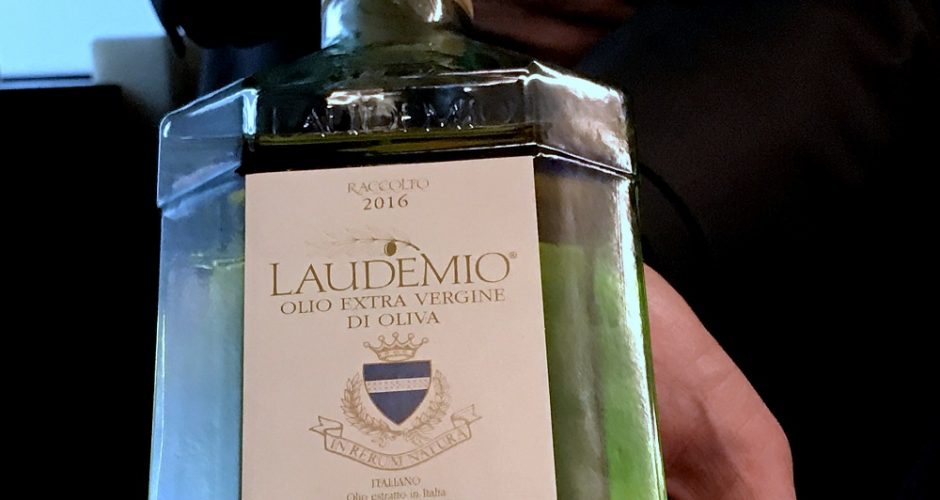 LAUDEMIO
RACCOLTO
2016
LAUDEMIO®
OLIO EXTRA VERGINE
DI OLIVA
IN RERUM NATURA
ITALIANO
Olio estratto in Italia